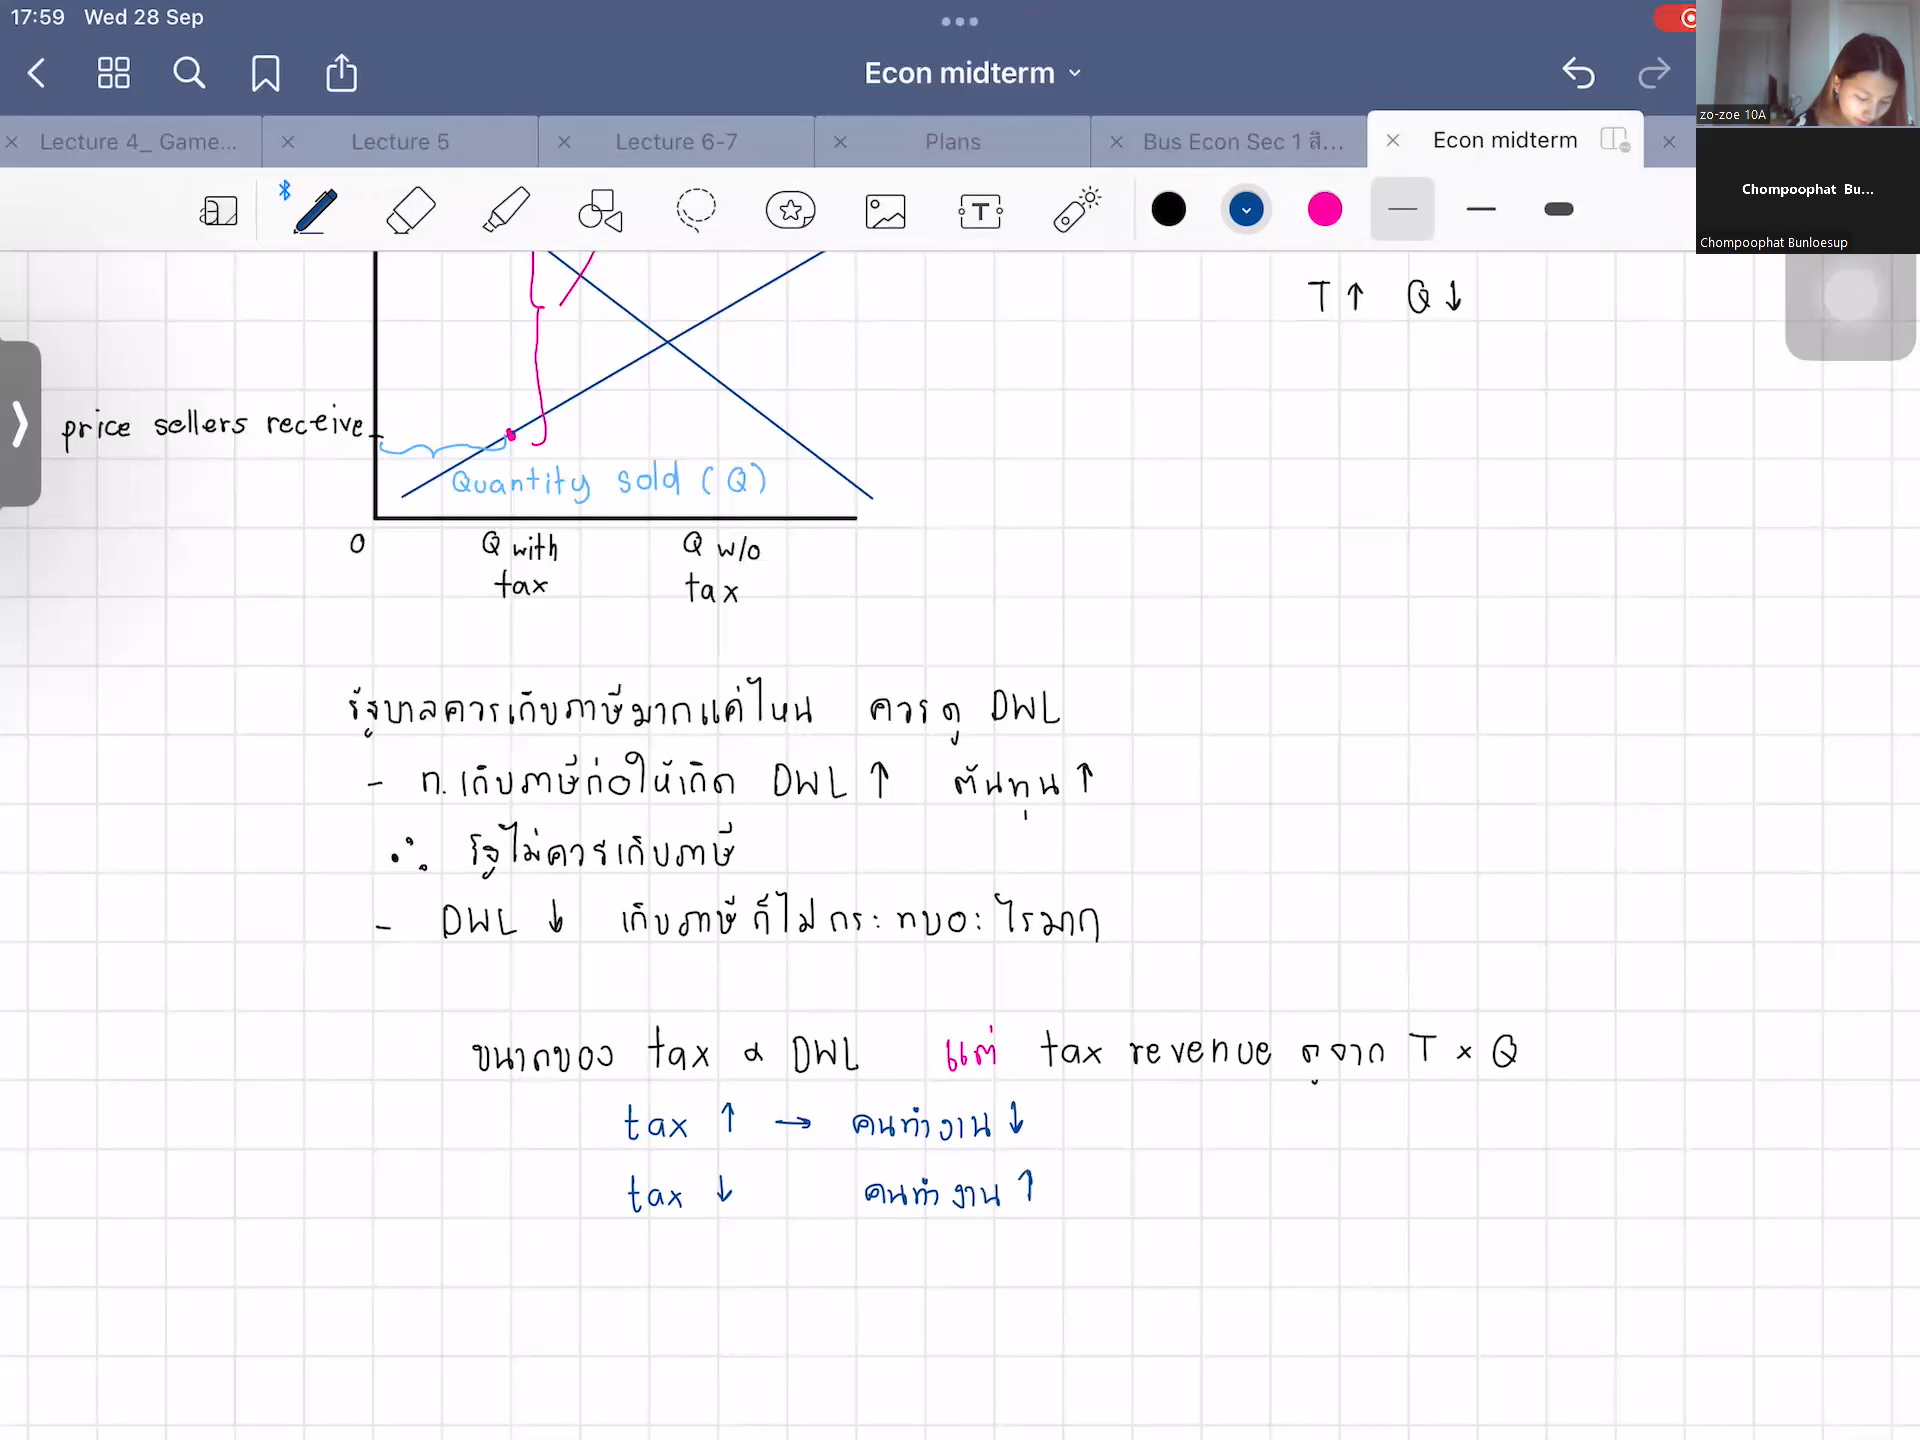 17:59 Wed 28 Sep
Econ midterm
Lecture 4_ Game...
Lecture 5
Lecture 6-7
Plans
Bus Econ Sec 1 สิ...
Econ midterm
zo-zoe 10A
Chompoophat Bu...
Chompoophat Bunloesup
T↑ Q↓
price sellers receive
Quantity sold (Q)
0
Q with tax
Q w/o tax
รัฐบาลควรเก็บภาษีมากแค่ไหน ควรดู DWL
- ก.เก็บภาษีก่อให้เกิด DWL ↑ ต้นทุน ↑
∴ รัฐไม่ควรเก็บภาษี
- DWL ↓ เก็บภาษีก็ไม่กระทบอะไรมาก
ขนาดของ tax α DWL แต่ tax revenue ดูจาก T × Q
tax ↑ → คนทำงาน ↓
tax ↓ คนทำงาน ↑